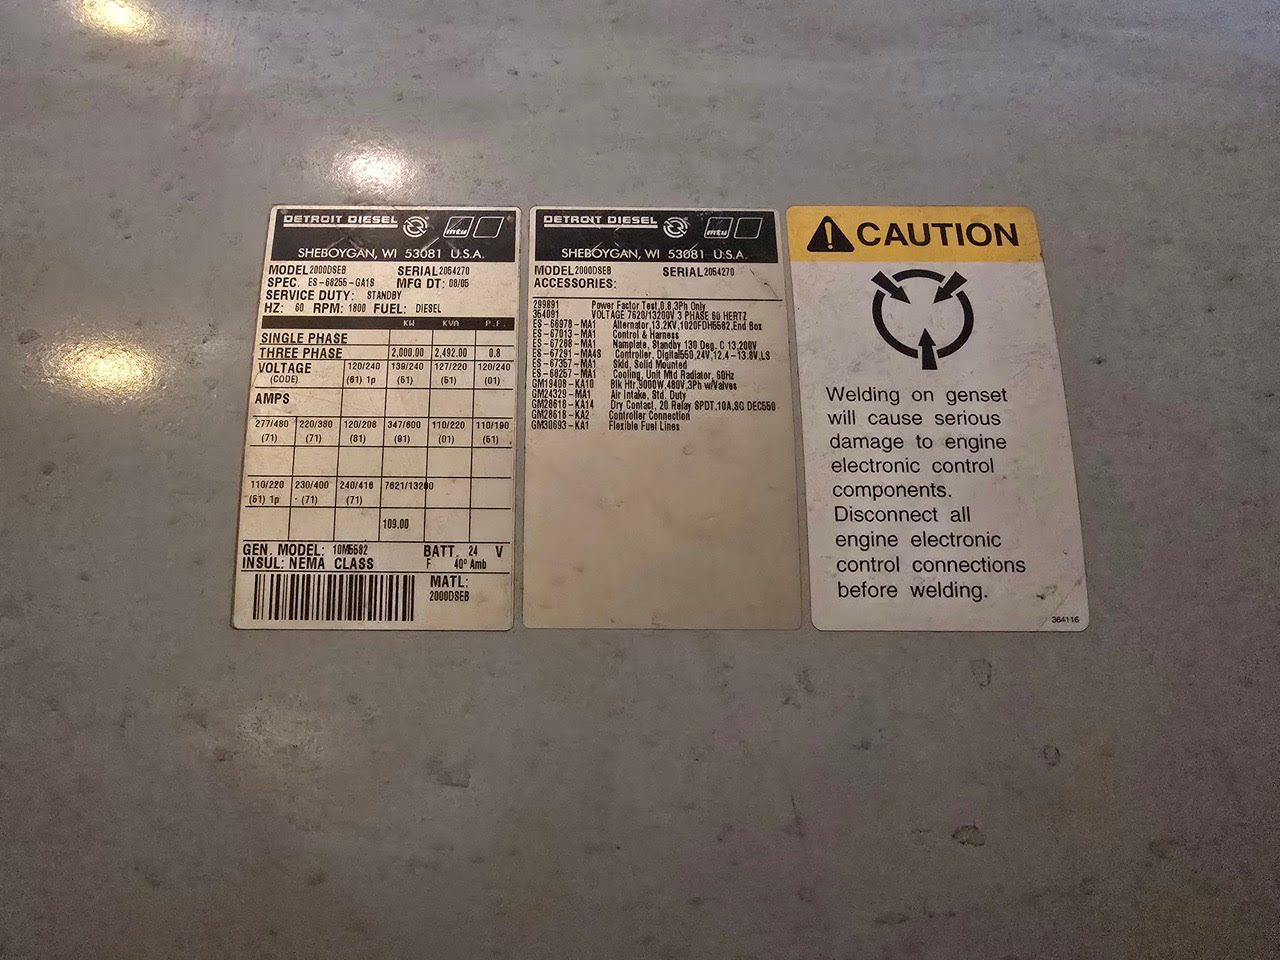 DETROIT DIESEL mtu
SHEBOYGAN, WI 53081 U.S.A.
MODEL 2000DSEB SERIAL 2054270
SPEC. ES-68255-GA1S MFG DT: 08/05
SERVICE DUTY: STANDBY
HZ: 60 RPM: 1800 FUEL: DIESEL
KW KVA P.F.
SINGLE PHASE
THREE PHASE 2,000.00 2,492.00 0.8
VOLTAGE 120/240 139/240 127/220 120/240
(CODE) (61) 1p (51) (51) (01)
AMPS
277/480 220/380 120/208 347/600 110/220 110/190
(71) (71) (81) (91) (01) (51)
110/220 230/400 240/416 7621/13200
(51) 1p (71) (71)
109.00
GEN. MODEL: 10M5582 BATT. 24 V
INSUL: NEMA CLASS F 40° Amb
MATL:
2000DSEB
DETROIT DIESEL mtu
SHEBOYGAN, WI 53081 U.S.A.
MODEL 2000DSEB SERIAL 2054270
ACCESSORIES:
299891 Power Factor Test,0.8,3Ph Only
364091 VOLTAGE 7620/13200V 3 PHASE 60 HERTZ
ES-66978-MA1 Alternator,13.2KV,1020FDH5582,End Box
ES-67013-MA1 Control & Harness
ES-67288-MA1 Namplate, Standby 130 Deg. C 13,200V
ES-67291-MA4S Controller, Digital550,24V,12.4-13.8V,LS
ES-67357-MA1 Skid, Solid Mounted
ES-68257-MA1 Cooling, Unit Mtd Radiator, 60Hz
GM19408-KA10 Blk Htr,9000W,480V,3Ph w/Valves
GM24329-MA1 Air Intake, Std. Duty
GM28618-KA14 Dry Contact, 20 Relay SPDT,10A,SG DEC550
GM28618-KA2 Controller Connection
GM30693-KA1 Flexible Fuel Lines
CAUTION
Welding on genset
will cause serious
damage to engine
electronic control
components.
Disconnect all
engine electronic
control connections
before welding.
364116